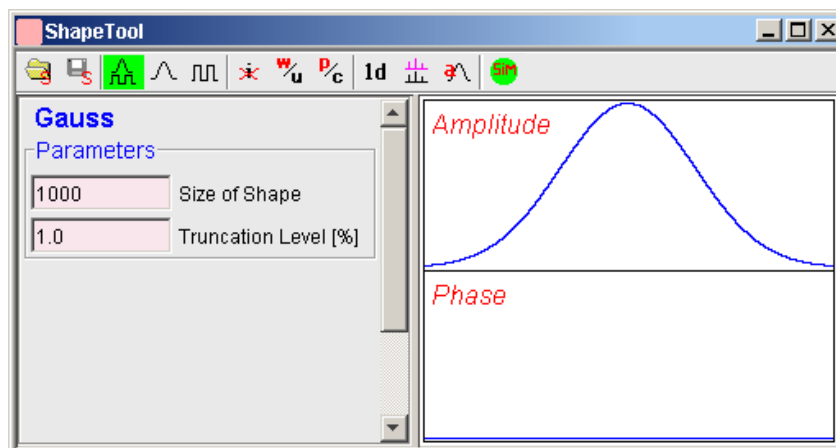 ShapeTool
w/u P/c 1d SIM
Gauss
Parameters
1000 Size of Shape
1.0 Truncation Level [%]
Amplitude
Phase